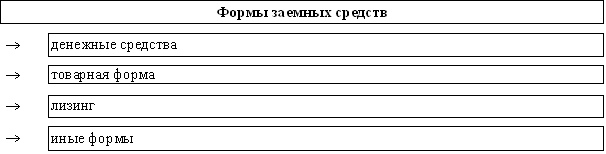 Формы заемных средств
денежные средства
товарная форма
лизинг
иные формы